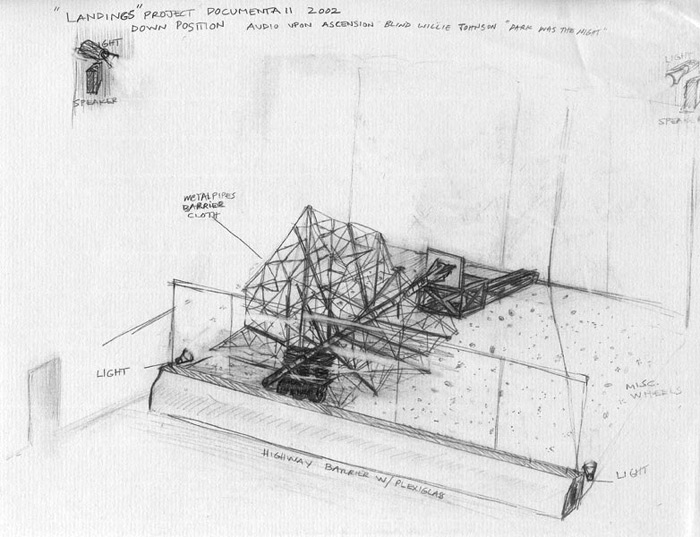 "LANDINGS" PROJECT DOCUMENTA 11 2002
DOWN POSITION AUDIO UPON ASCENSION BLIND WILLIE JOHNSON "DARK WAS THE NIGHT"
LIGHT
SPEAKER
LIGHT
SPEAKER
METAL PIPES
BARRIER
CLOTH
LIGHT
MISC.
WHEELS
HIGHWAY BARRIER W/ PLEXIGLAS
LIGHT